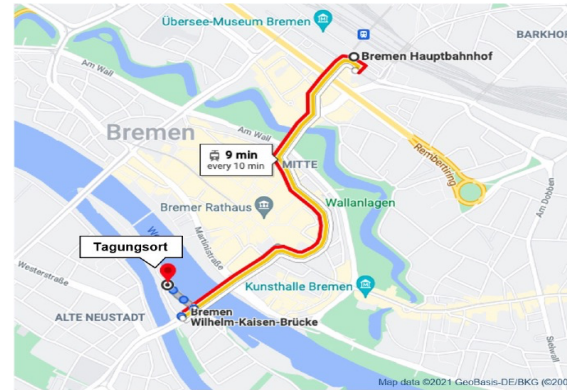 Übersee-Museum Bremen
BARKHOF
Bremen Hauptbahnhof
Am Wall
Am Wall
Bremen
9 min
every 10 min
MITTE
Rembertiring
Wallanlagen
Am Dobben
Bremer Rathaus
Martinistraße
Tagungsort
Westerstraße
Kunsthalle Bremen
Bremen
Wilhelm-Kaisen-Brücke
ALTE NEUSTADT
Sielwall
Map data ©2021 GeoBasis-DE/BKG (©200